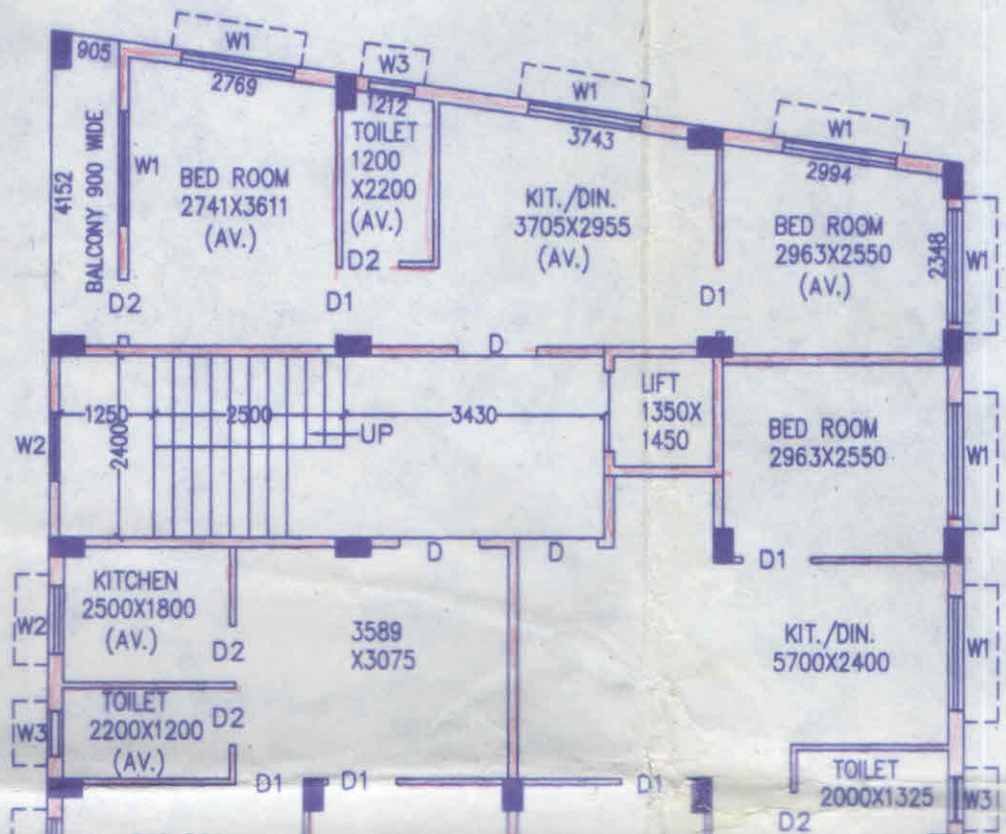 W1
905
W3
2769
1212
W1
3743
W1
2994
4152
BALCONY 900 WIDE
W1
BED ROOM
2741X3611
(AV.)
TOILET
1200
X2200
(AV.)
D2
KIT./DIN.
3705X2955
(AV.)
BED ROOM
2963X2550
(AV.)
2348
W1
D2
D1
D1
D
LIFT
1350X
1450
W2
1250
2500
3430
2400
UP
BED ROOM
2963X2550
W1
D
D
D1
KITCHEN
2500X1800
(AV.)
W2
D2
3589
X3075
KIT./DIN.
5700X2400
W1
TOILET
2200X1200
(AV.)
W3
D2
D1
D1
D1
TOILET
2000X1325
W3
D2